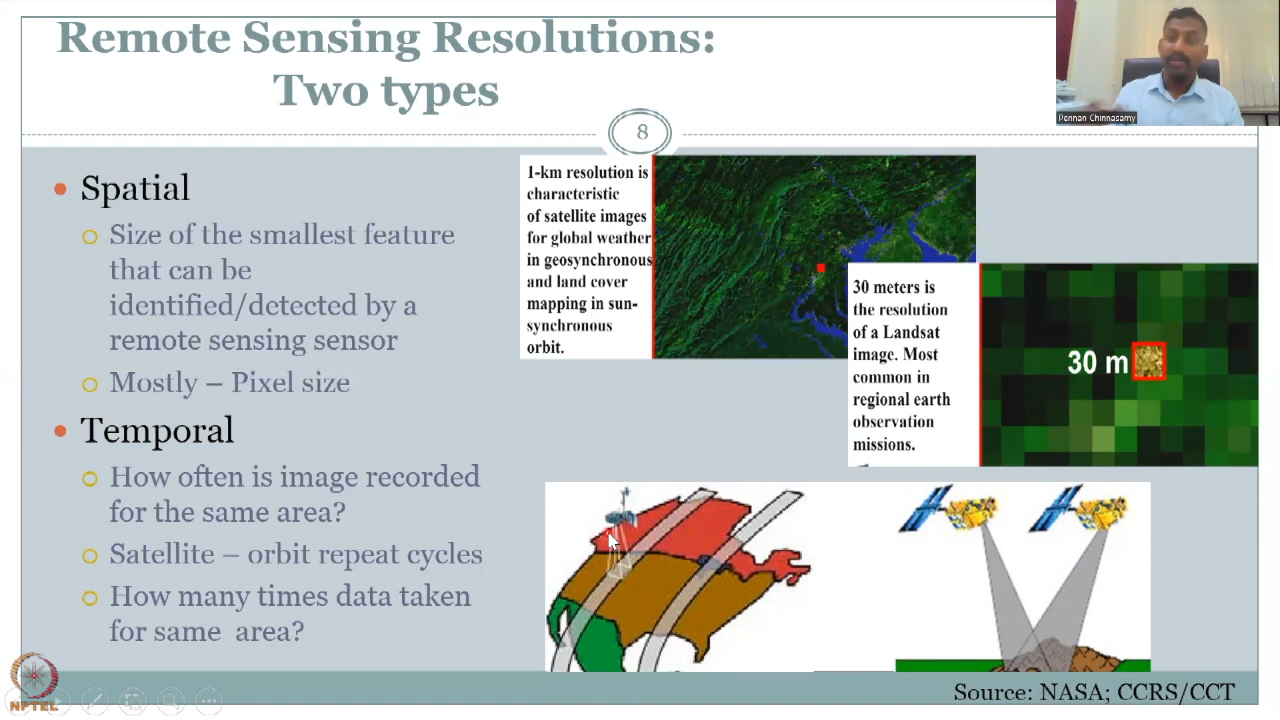 Remote Sensing Resolutions:
Two types
Pennan Chinnasamy
8
Spatial
Size of the smallest feature
that can be
identified/detected by a
remote sensing sensor
Mostly – Pixel size
Temporal
How often is image recorded
for the same area?
Satellite – orbit repeat cycles
How many times data taken
for same area?
1-km resolution is
characteristic
of satellite images
for global weather
in geosynchronous
and land cover
mapping in sun-
synchronous
orbit.
30 meters is
the resolution
of a Landsat
image. Most
common in
regional earth
observation
missions.
30 m
Source: NASA; CCRS/CCT
NPTEL